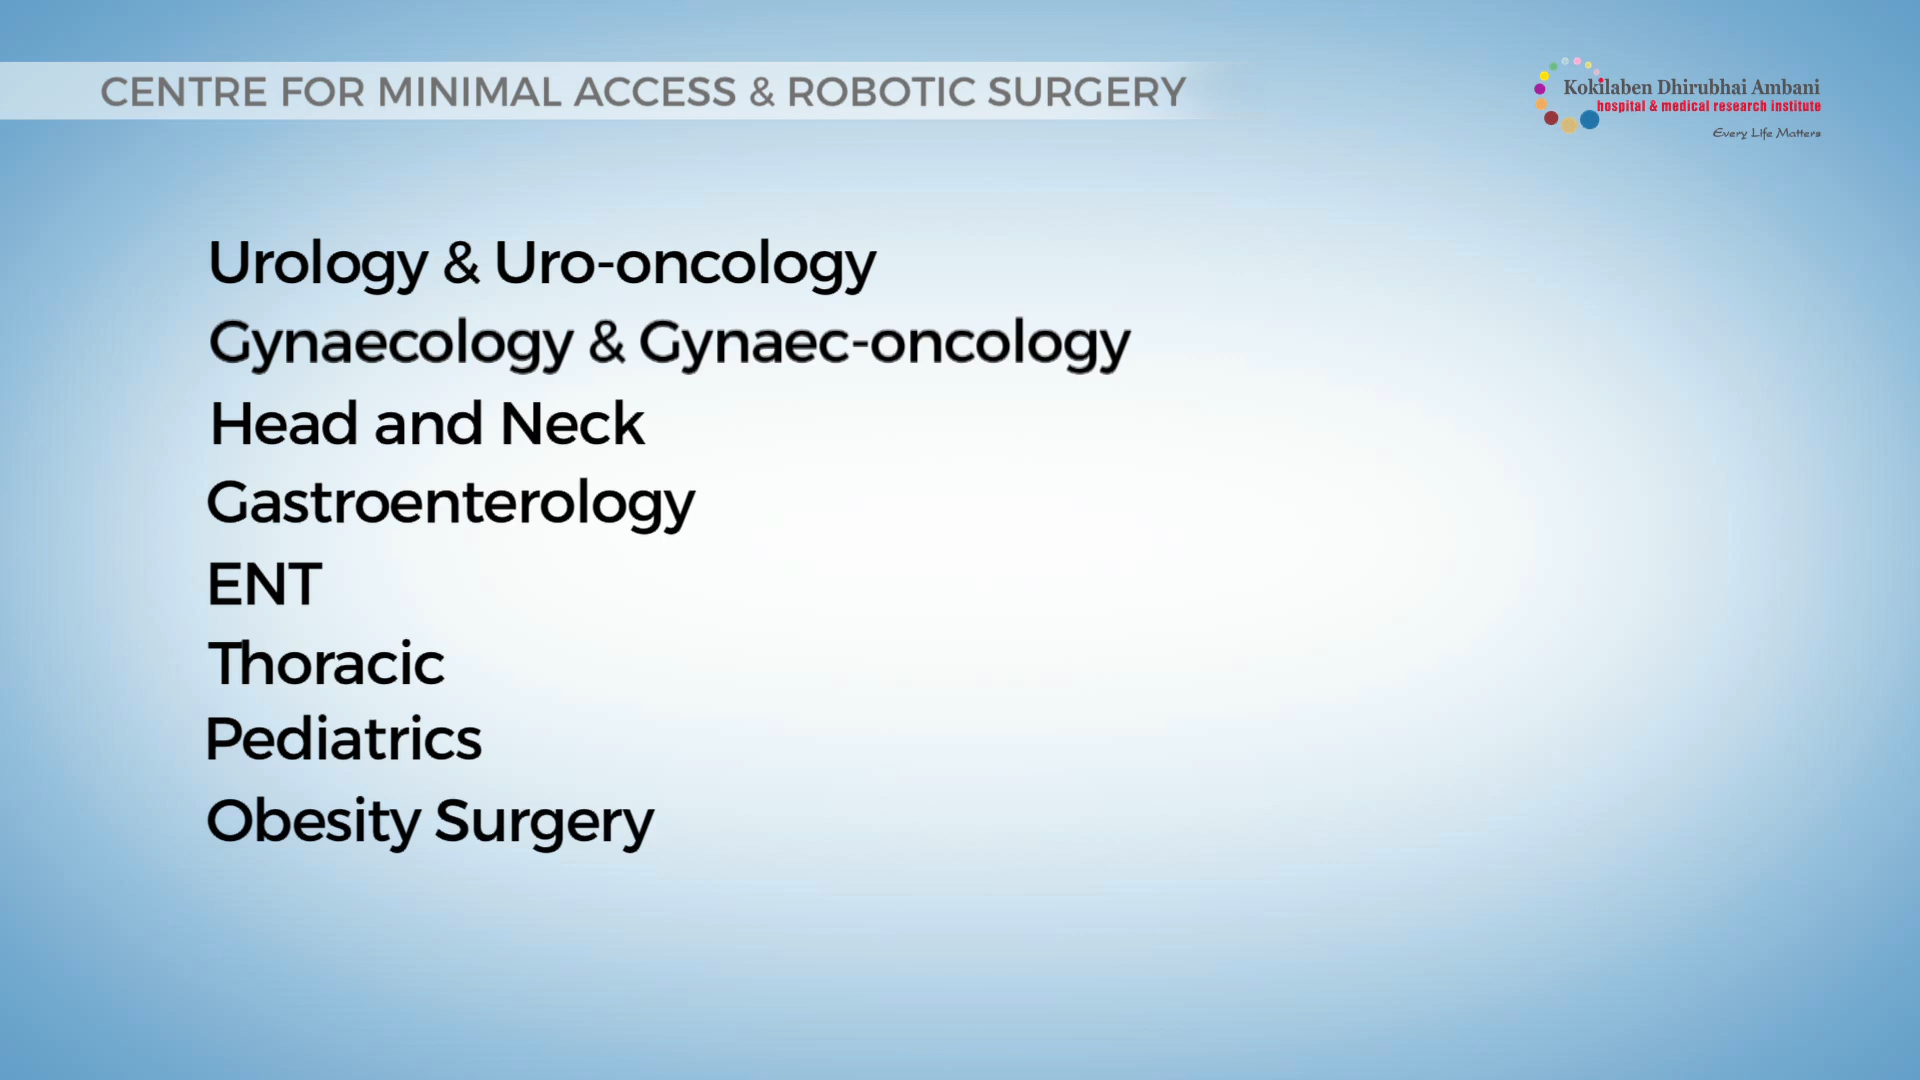 CENTRE FOR MINIMAL ACCESS & ROBOTIC SURGERY
Kokilaben Dhirubhai Ambani
hospital & medical research institute
Every Life Matters
Urology & Uro-oncology
Gynaecology & Gynaec-oncology
Head and Neck
Gastroenterology
ENT
Thoracic
Pediatrics
Obesity Surgery